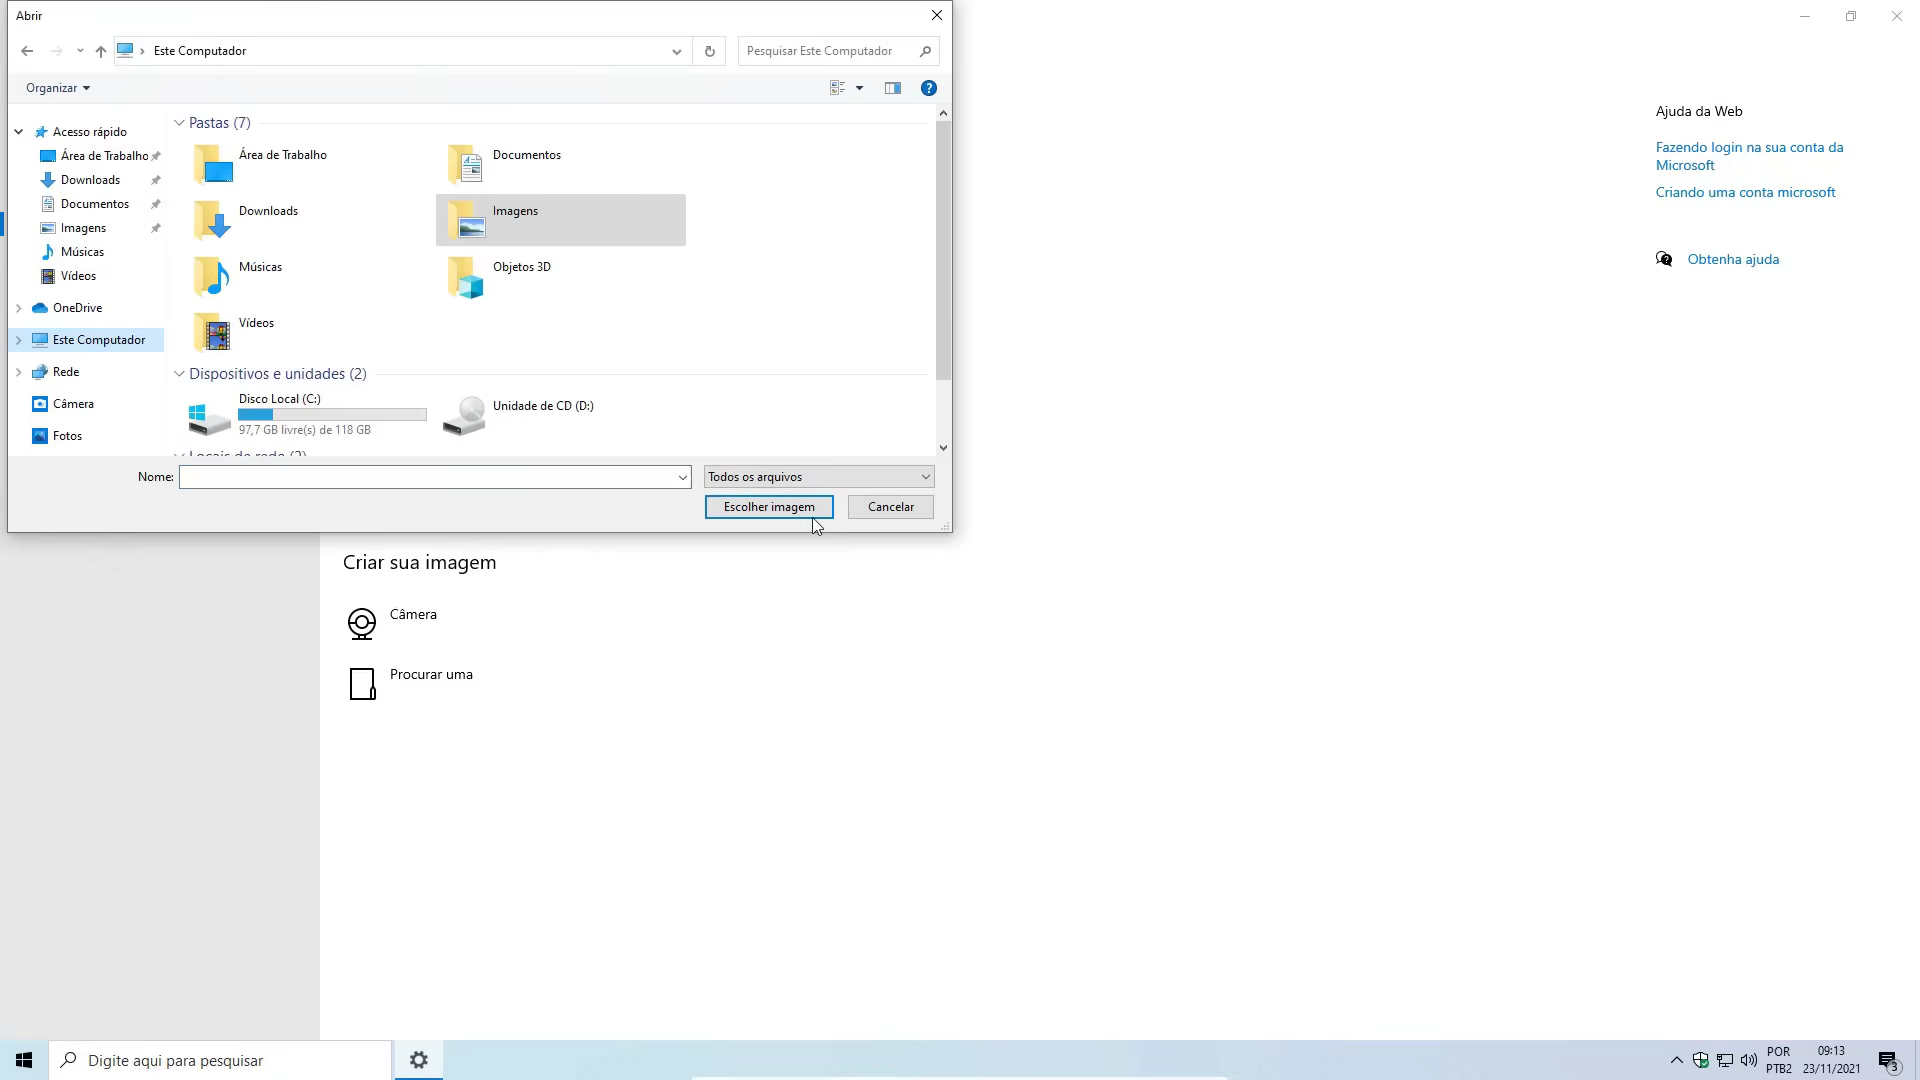 Abrir
Este Computador
Pesquisar Este Computador
Organizar
Acesso rápido
Área de Trabalho
Downloads
Documentos
Imagens
Músicas
Vídeos
OneDrive
Este Computador
Rede
Câmera
Fotos
Pastas (7)
Área de Trabalho
Documentos
Downloads
Imagens
Músicas
Objetos 3D
Vídeos
Dispositivos e unidades (2)
Disco Local (C:)
97,7 GB livre(s) de 118 GB
Unidade de CD (D:)
Locais de rede (2)
Nome:
Todos os arquivos
Escolher imagem
Cancelar
Criar sua imagem
Câmera
Procurar uma
Ajuda da Web
Fazendo login na sua conta da
Microsoft
Criando uma conta microsoft
Obtenha ajuda
Digite aqui para pesquisar
POR
PTB2
09:13
23/11/2021
3